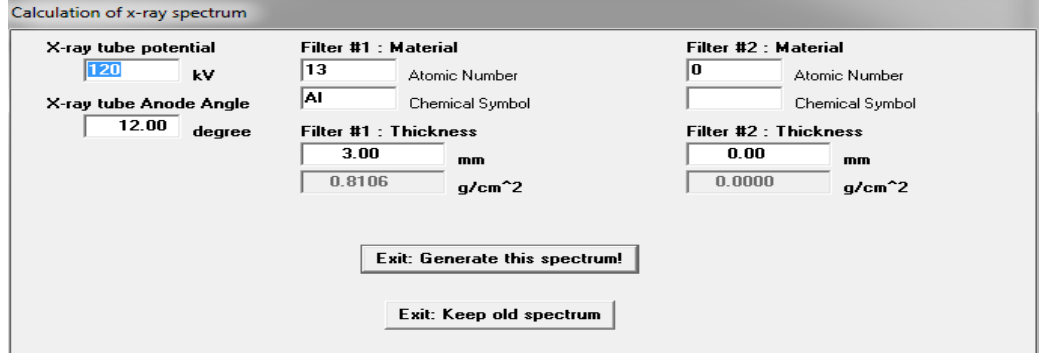 Calculation of x-ray spectrum
X-ray tube potential
120 kV
X-ray tube Anode Angle
12.00 degree
Filter #1 : Material
13 Atomic Number
Al Chemical Symbol
Filter #1 : Thickness
3.00 mm
0.8106 g/cm^2
Filter #2 : Material
0 Atomic Number
Chemical Symbol
Filter #2 : Thickness
0.00 mm
0.0000 g/cm^2
Exit: Generate this spectrum!
Exit: Keep old spectrum